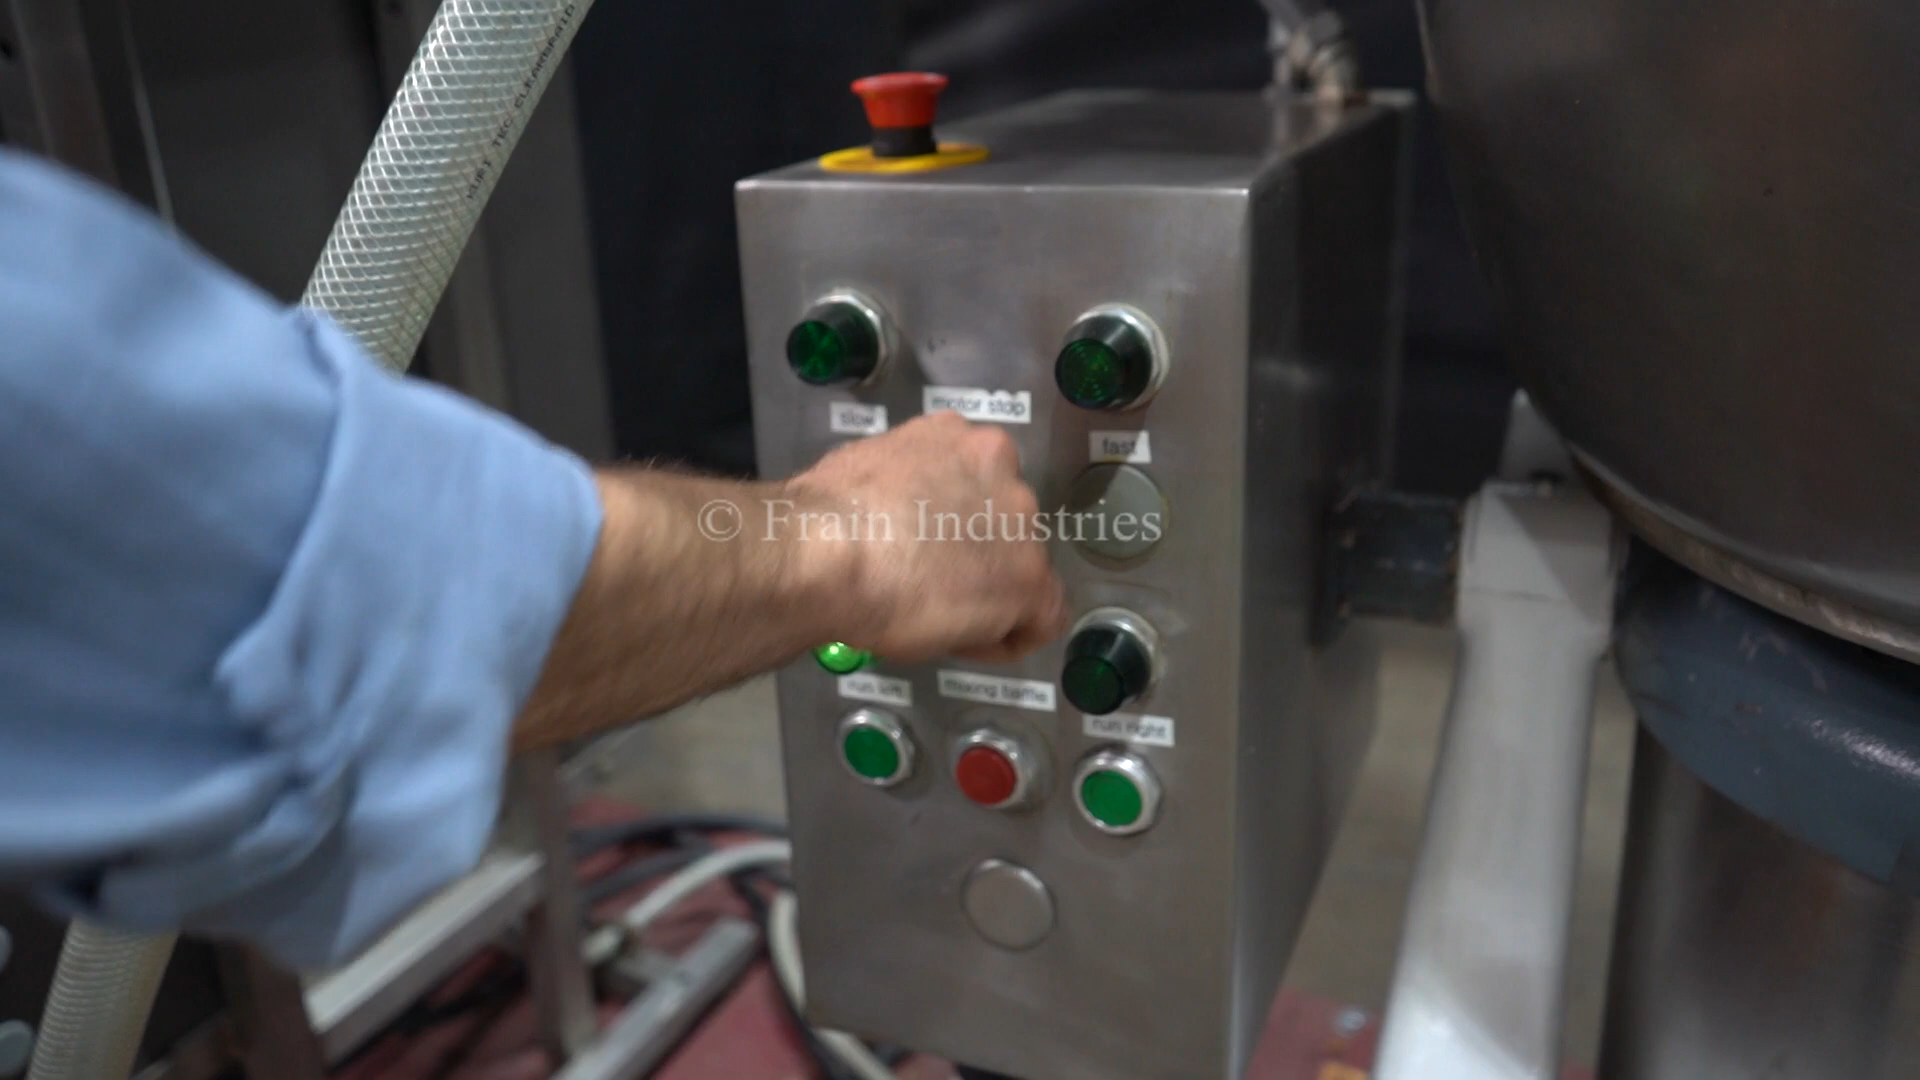 slow
motor stop
fast
© Frain Industries
run left
mixing baffle
run right